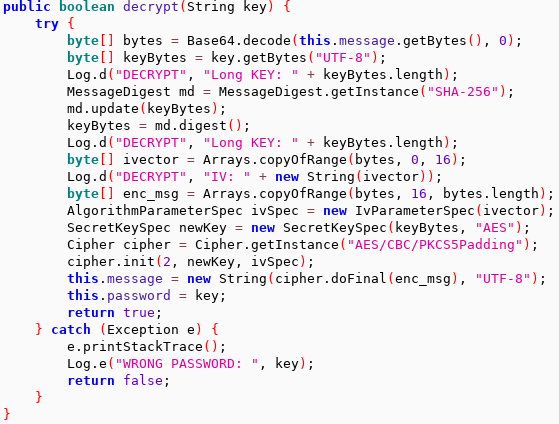 public boolean decrypt(String key) {
    try {
        byte[] bytes = Base64.decode(this.message.getBytes(), 0);
        byte[] keyBytes = key.getBytes("UTF-8");
        Log.d("DECRYPT", "Long KEY: " + keyBytes.length);
        MessageDigest md = MessageDigest.getInstance("SHA-256");
        md.update(keyBytes);
        keyBytes = md.digest();
        Log.d("DECRYPT", "Long KEY: " + keyBytes.length);
        byte[] ivector = Arrays.copyOfRange(bytes, 0, 16);
        Log.d("DECRYPT", "IV: " + new String(ivector));
        byte[] enc_msg = Arrays.copyOfRange(bytes, 16, bytes.length);
        AlgorithmParameterSpec ivSpec = new IvParameterSpec(ivector);
        SecretKeySpec newKey = new SecretKeySpec(keyBytes, "AES");
        Cipher cipher = Cipher.getInstance("AES/CBC/PKCS5Padding");
        cipher.init(2, newKey, ivSpec);
        this.message = new String(cipher.doFinal(enc_msg), "UTF-8");
        this.password = key;
        return true;
    } catch (Exception e) {
        e.printStackTrace();
        Log.e("WRONG PASSWORD: ", key);
        return false;
    }
}